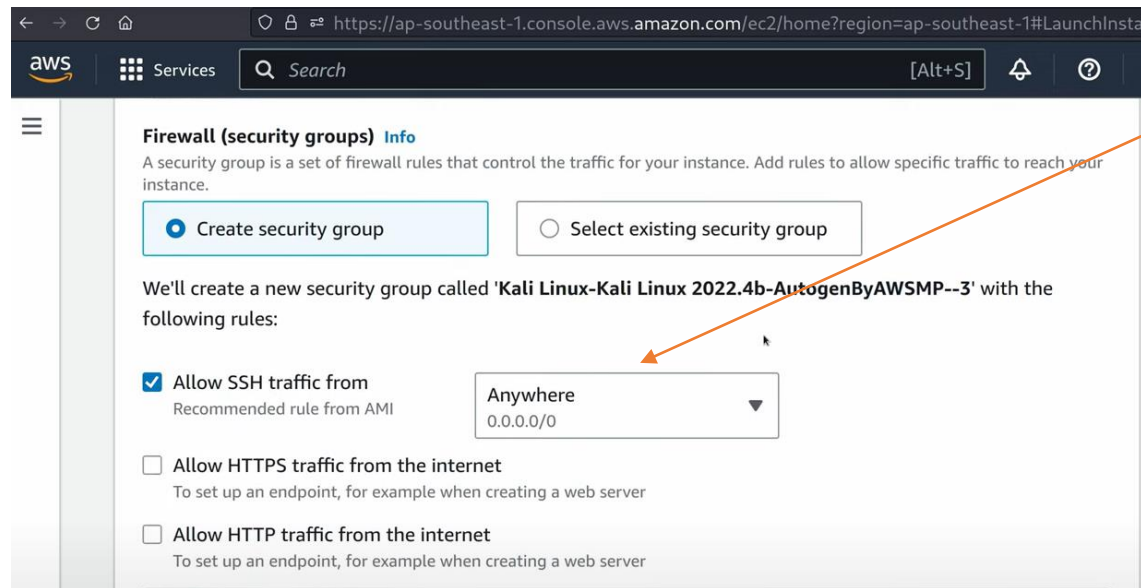 https://ap-southeast-1.console.aws.amazon.com/ec2/home?region=ap-southeast-1#LaunchInsta
aws Services Search [Alt+S]
Firewall (security groups) Info
A security group is a set of firewall rules that control the traffic for your instance. Add rules to allow specific traffic to reach your
instance.
Create security group Select existing security group
We'll create a new security group called 'Kali Linux-Kali Linux 2022.4b-AutogenByAWSMP--3' with the
following rules:
Allow SSH traffic from
Recommended rule from AMI
Anywhere
0.0.0.0/0
Allow HTTPS traffic from the internet
To set up an endpoint, for example when creating a web server
Allow HTTP traffic from the internet
To set up an endpoint, for example when creating a web server